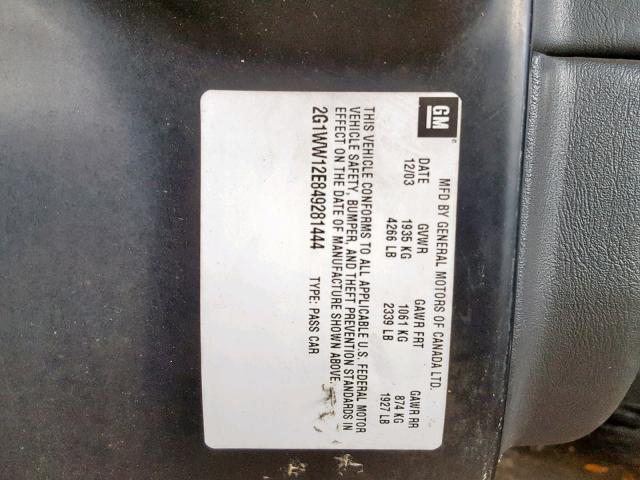 GM
MFD BY GENERAL MOTORS OF CANADA LTD.
DATE GVWR GAWR FRT GAWR RR
12/03 1935 KG 1061 KG 874 KG
4266 LB 2339 LB 1927 LB
THIS VEHICLE CONFORMS TO ALL APPLICABLE U.S. FEDERAL MOTOR
VEHICLE SAFETY, BUMPER, AND THEFT PREVENTION STANDARDS IN
EFFECT ON THE DATE OF MANUFACTURE SHOWN ABOVE.
2G1WW12E849281444 TYPE: PASS CAR